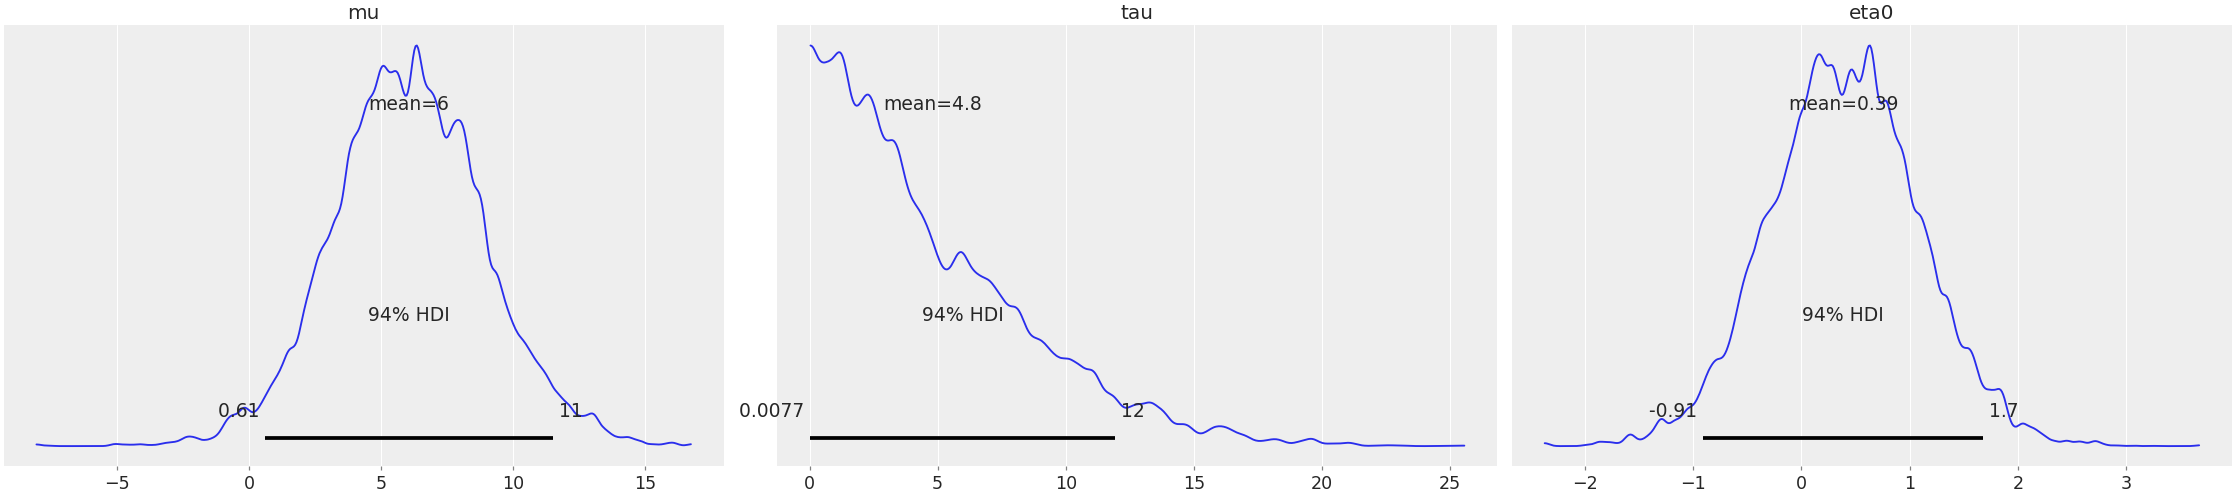 mu
mean=6
94% HDI
0.61 11
−5 0 5 10 15
tau
mean=4.8
94% HDI
0.0077 12
0 5 10 15 20 25
eta0
mean=0.39
94% HDI
-0.91 1.7
−2 −1 0 1 2 3